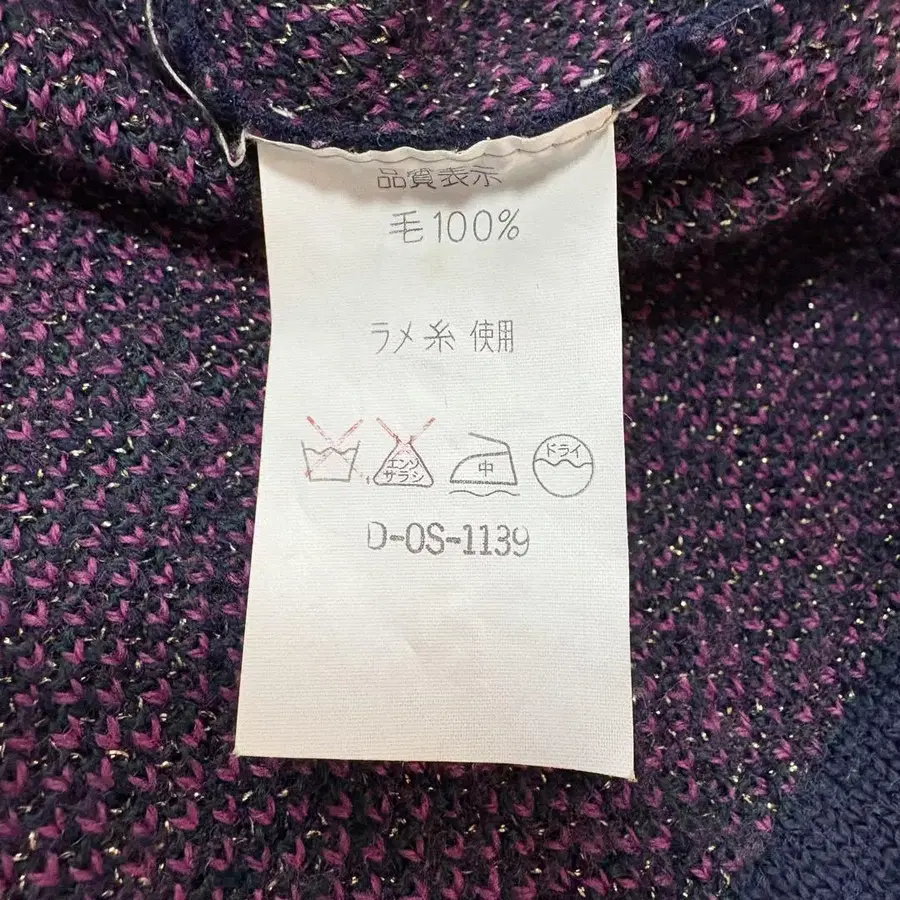 品質表示
毛100%
ラメ糸 使用
エンソ
サラシ
中
ドライ
D-OS-1139